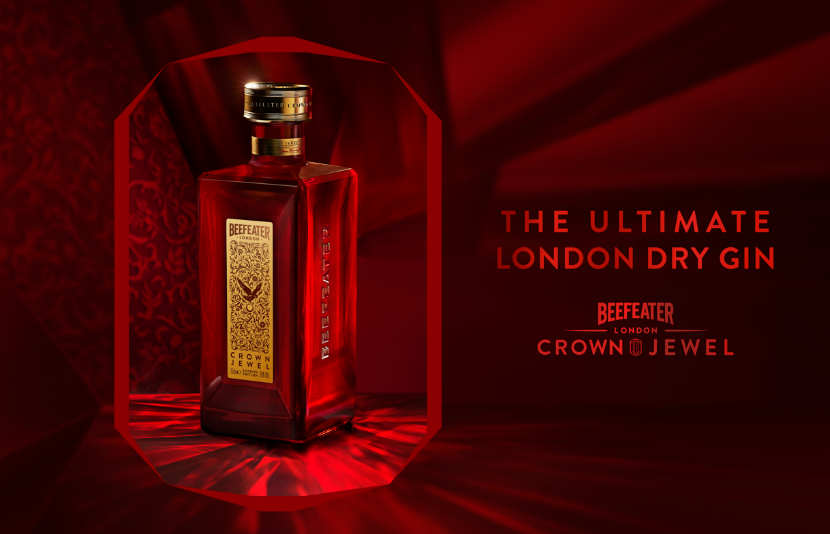 BEEFEATER
LONDON
CROWN
JEWEL
BEEFEATER
THE ULTIMATE
LONDON DRY GIN
BEEFEATER
LONDON
CROWN JEWEL